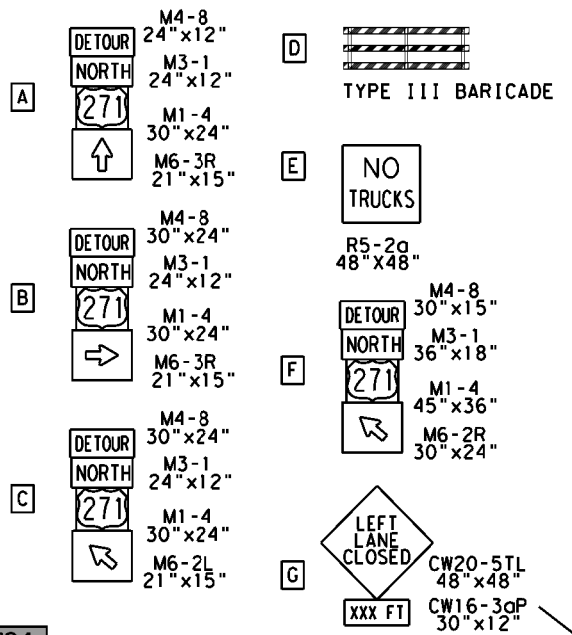 A
DETOUR
NORTH
271
M4-8
24"x12"
M3-1
24"x12"
M1-4
30"x24"
M6-3R
21"x15"
B
DETOUR
NORTH
271
M4-8
30"x24"
M3-1
24"x12"
M1-4
30"x24"
M6-3R
21"x15"
C
DETOUR
NORTH
271
M4-8
30"x24"
M3-1
24"x12"
M1-4
30"x24"
M6-2L
21"x15"
D
TYPE III BARICADE
E
NO
TRUCKS
R5-2a
48"X48"
F
DETOUR
NORTH
271
M4-8
30"x15"
M3-1
36"x18"
M1-4
45"x36"
M6-2R
30"x24"
G
LEFT
LANE
CLOSED
XXX FT
CW20-5TL
48"x48"
CW16-3aP
30"x12"